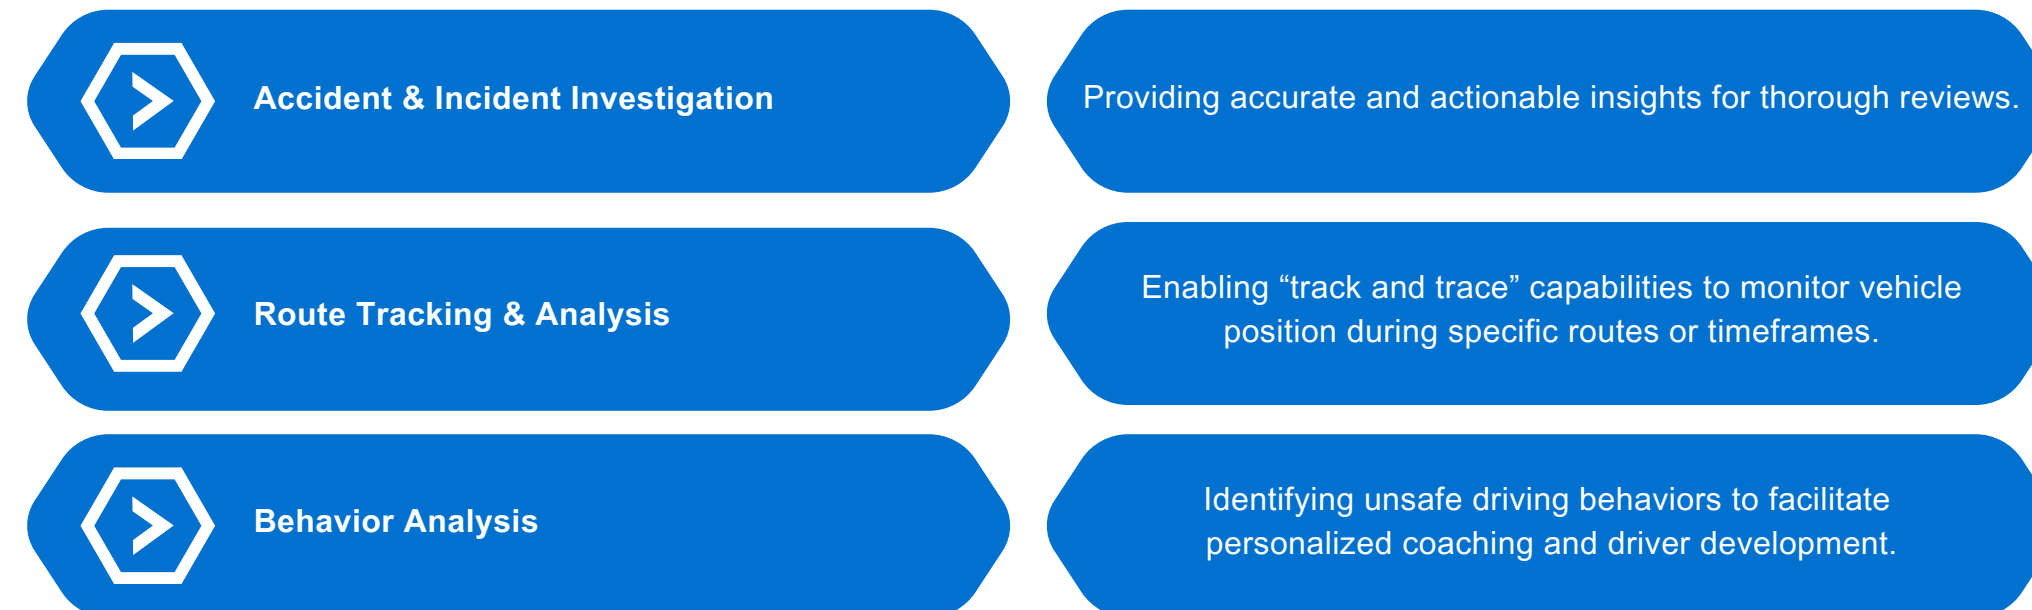 Accident & Incident Investigation
Providing accurate and actionable insights for thorough reviews.
Route Tracking & Analysis
Enabling “track and trace” capabilities to monitor vehicle
position during specific routes or timeframes.
Behavior Analysis
Identifying unsafe driving behaviors to facilitate
personalized coaching and driver development.